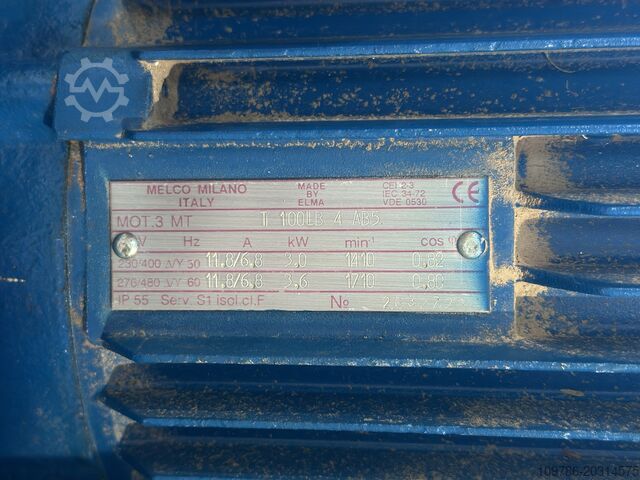 MELCO MILANO
ITALY
MADE
BY
ELMA
CEI 2-3
IEC 34-72
VDE 0530
CE
MOT.3 MT 100LB 4 AB5
V Hz A kW min-1 cos φ
230/400 Δ/Y 50 11,8/6,8 3,0 1410 0,82
276/480 Δ/Y 60 11,8/6,8 3,6 1710 0,80
IP 55 Serv. S1 isol.cl.F No
109786-20914575